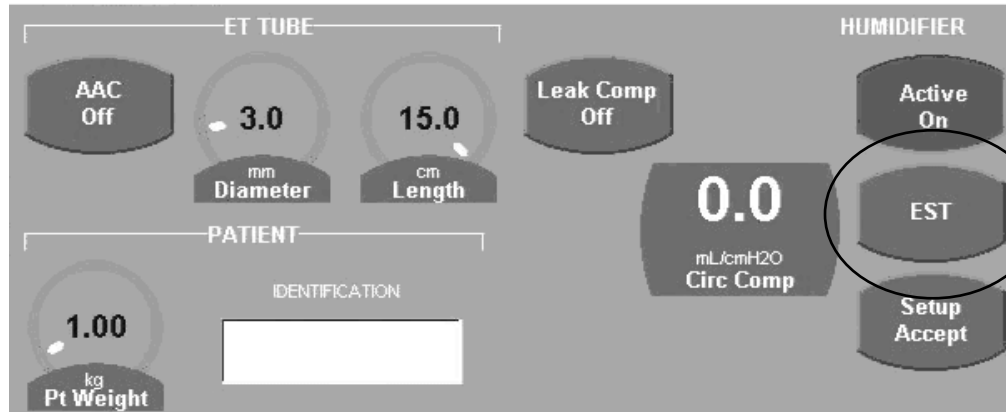 ET TUBE
HUMIDIFIER
AAC
Off
3.0
mm
Diameter
15.0
cm
Length
Leak Comp
Off
Active
On
0.0
mL/cmH2O
Circ Comp
EST
PATIENT
1.00
kg
Pt Weight
IDENTIFICATION
Setup
Accept